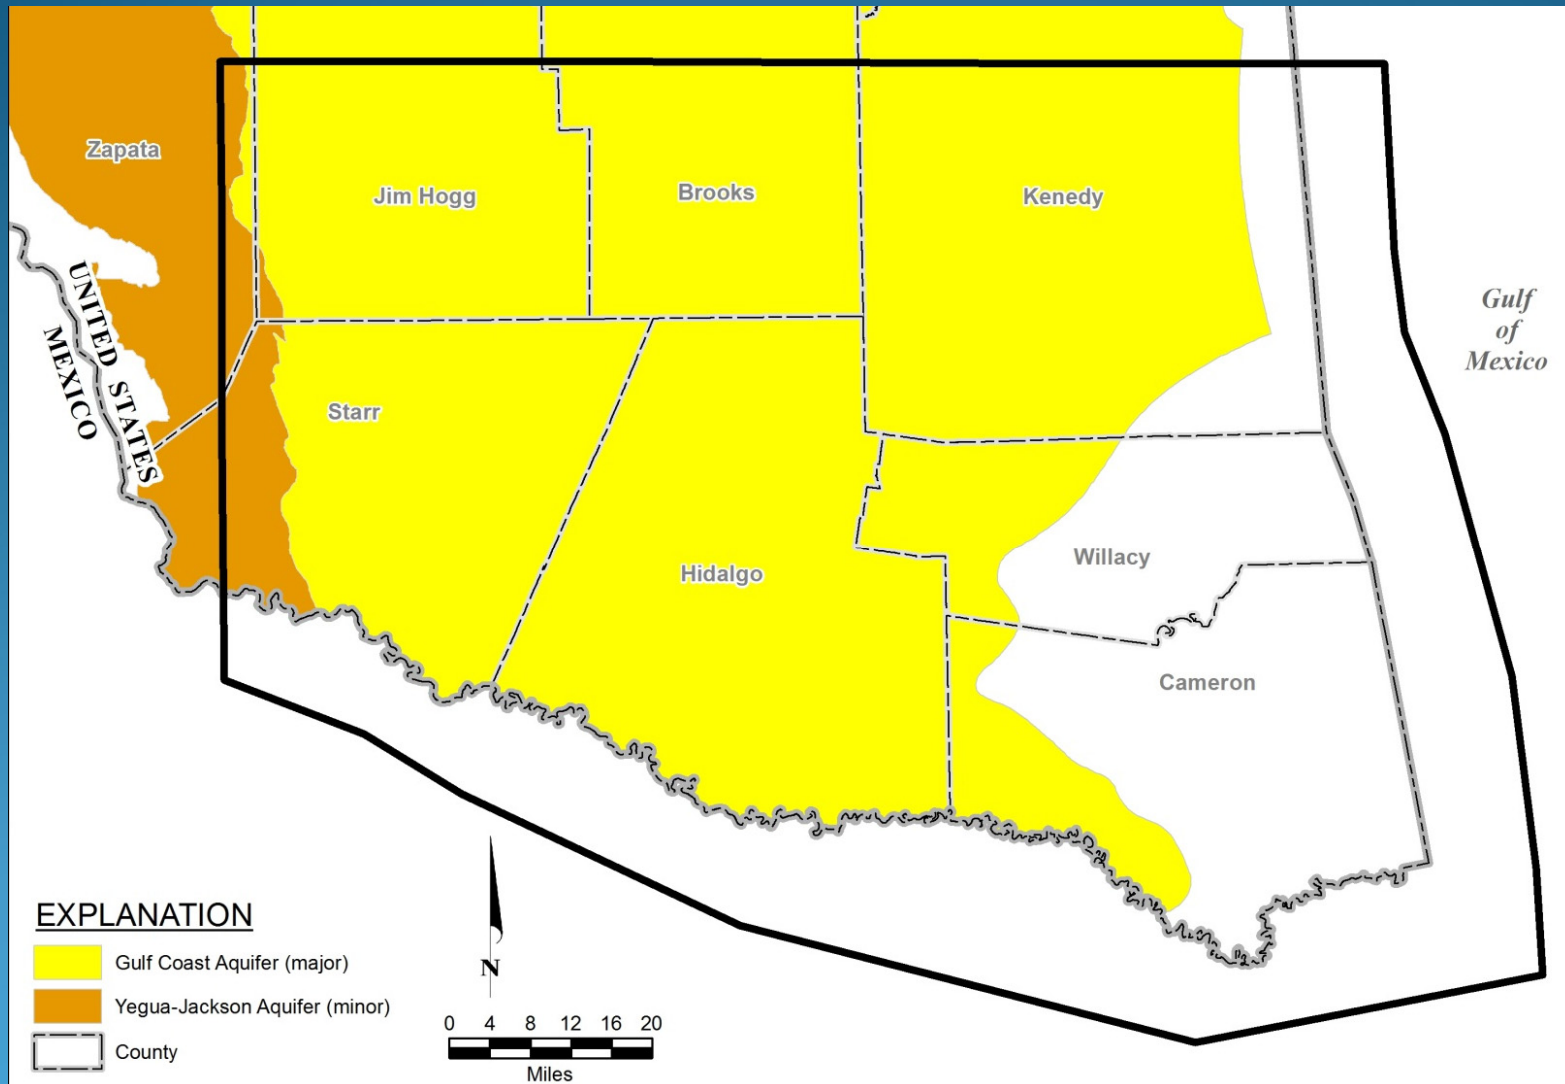 Zapata
Jim Hogg
Brooks
Kenedy
UNITED STATES
MEXICO
Gulf
of
Mexico
Starr
Hidalgo
Willacy
Cameron
EXPLANATION
Gulf Coast Aquifer (major)
Yegua-Jackson Aquifer (minor)
County
N
0 4 8 12 16 20
Miles